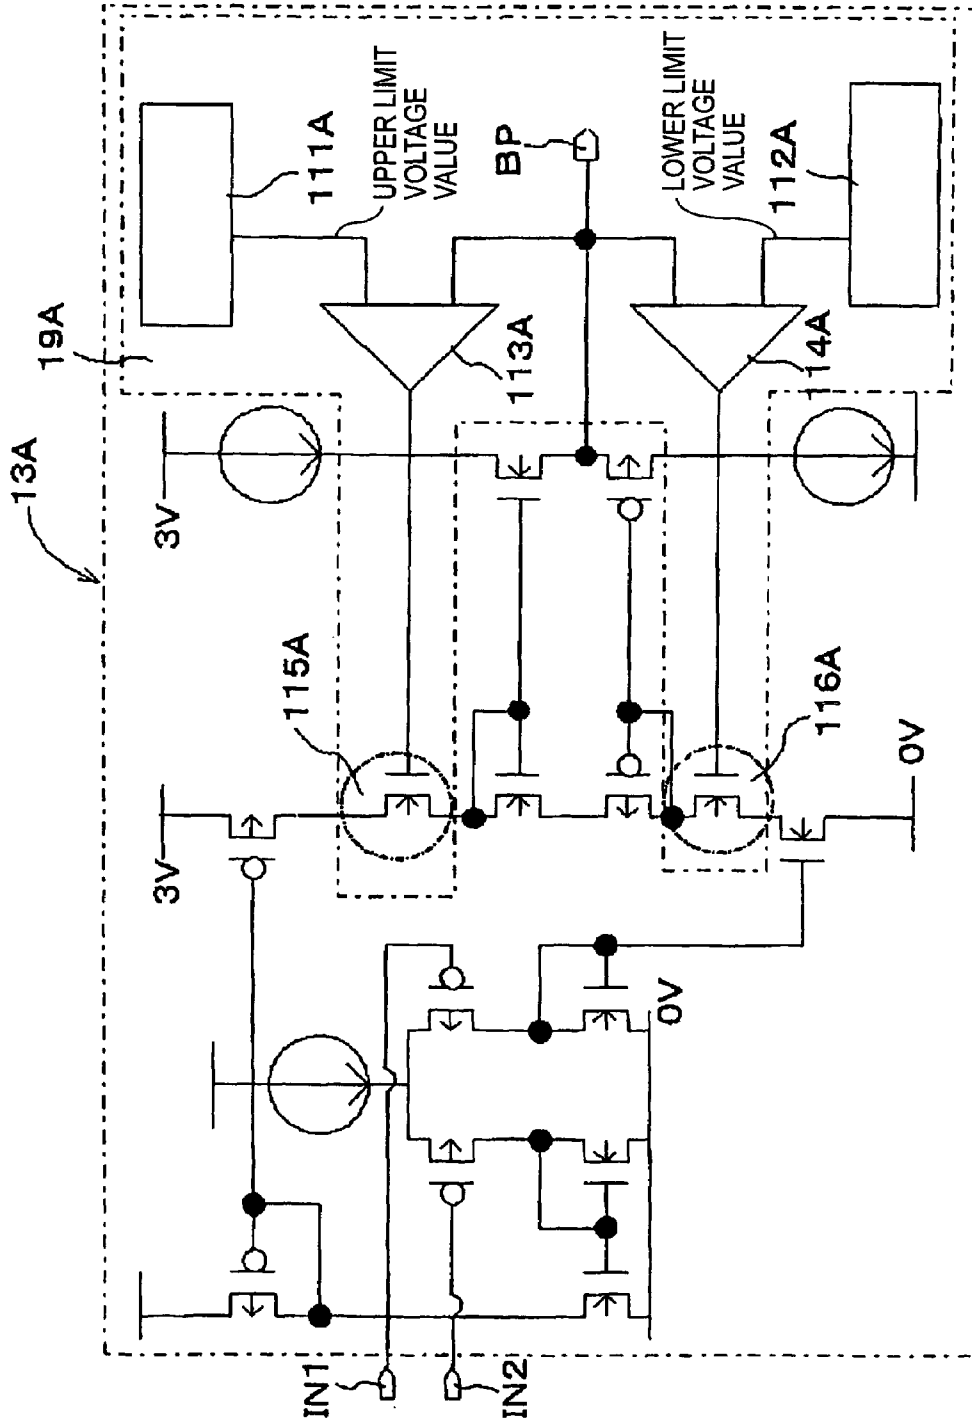 13A
19A
3V
3V
111A
UPPER LIMIT
VOLTAGE
VALUE
115A
113A
BP
IN1
IN2
LOWER LIMIT
VOLTAGE
VALUE
114A
112A
116A
0V
0V